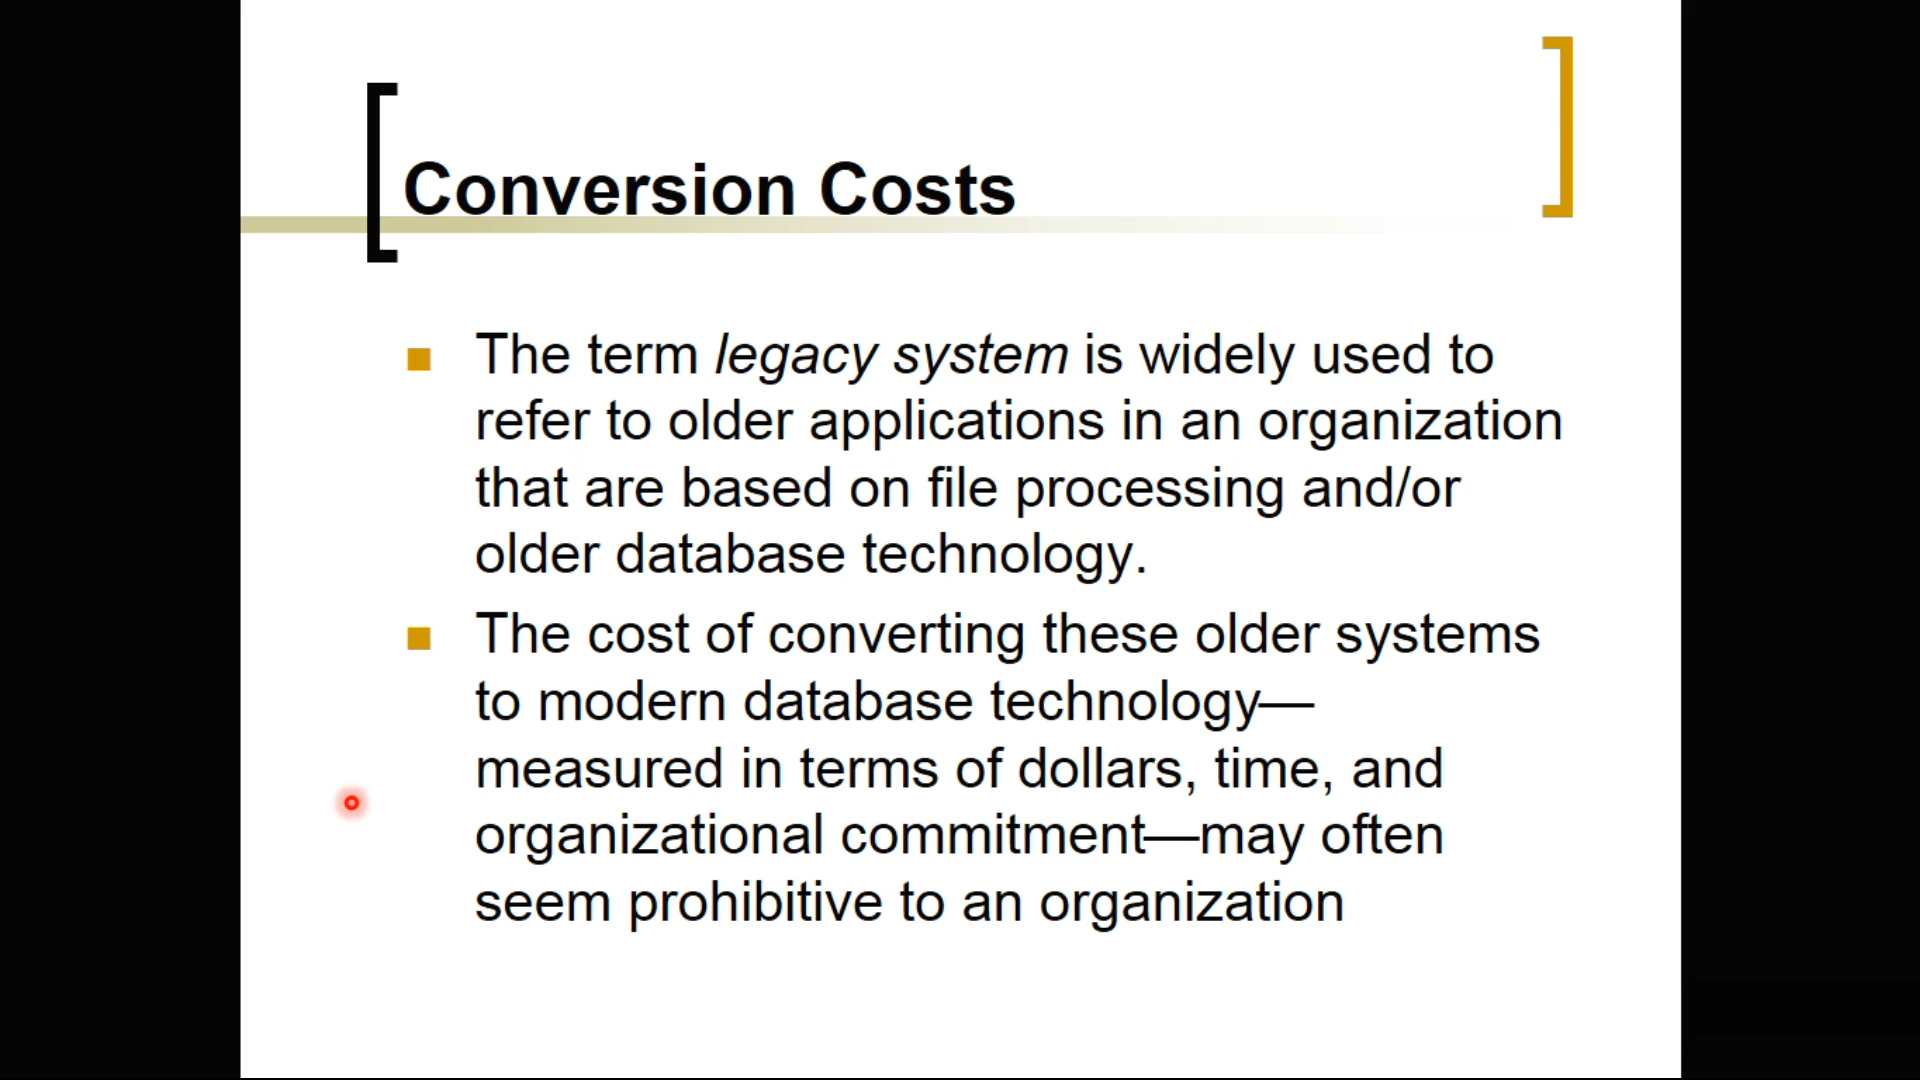 Conversion Costs
The term legacy system is widely used to
refer to older applications in an organization
that are based on file processing and/or
older database technology.
The cost of converting these older systems
to modern database technology—
measured in terms of dollars, time, and
organizational commitment—may often
seem prohibitive to an organization